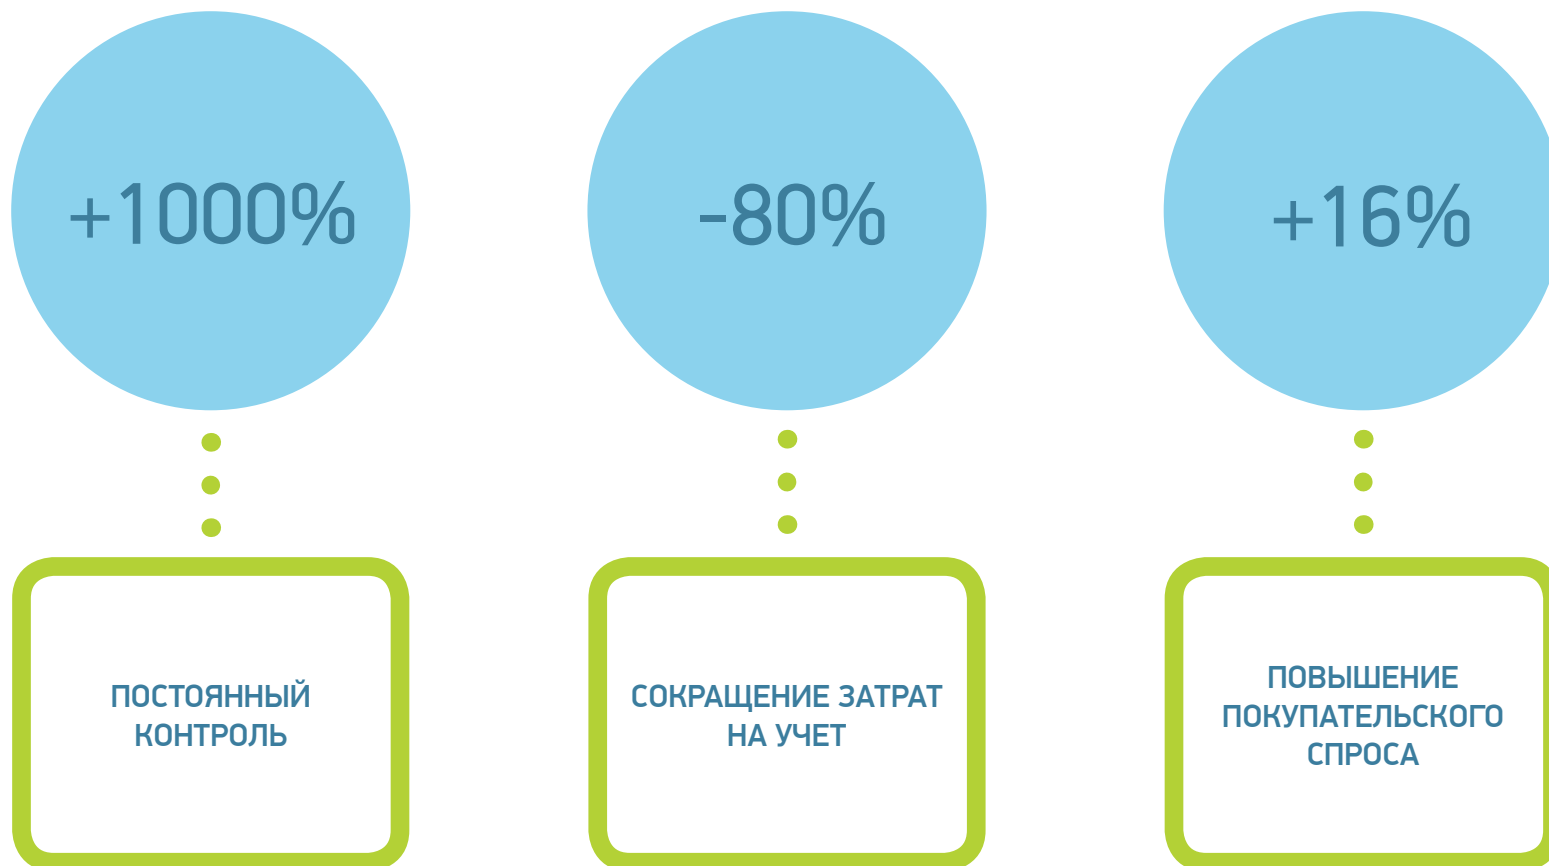 +1000%
-80%
+16%
ПОСТОЯННЫЙ
КОНТРОЛЬ
СОКРАЩЕНИЕ ЗАТРАТ
НА УЧЕТ
ПОВЫШЕНИЕ
ПОКУПАТЕЛЬСКОГО
СПРОСА